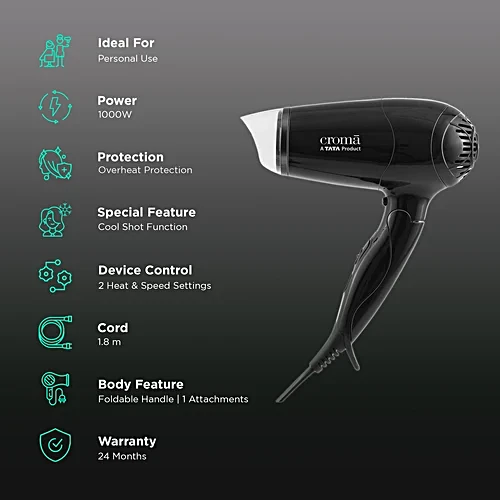 Ideal For
Personal Use
Power
1000W
Protection
Overheat Protection
Special Feature
Cool Shot Function
Device Control
2 Heat & Speed Settings
Cord
1.8 m
Body Feature
Foldable Handle | 1 Attachments
Warranty
24 Months
cromā
A TATA Product